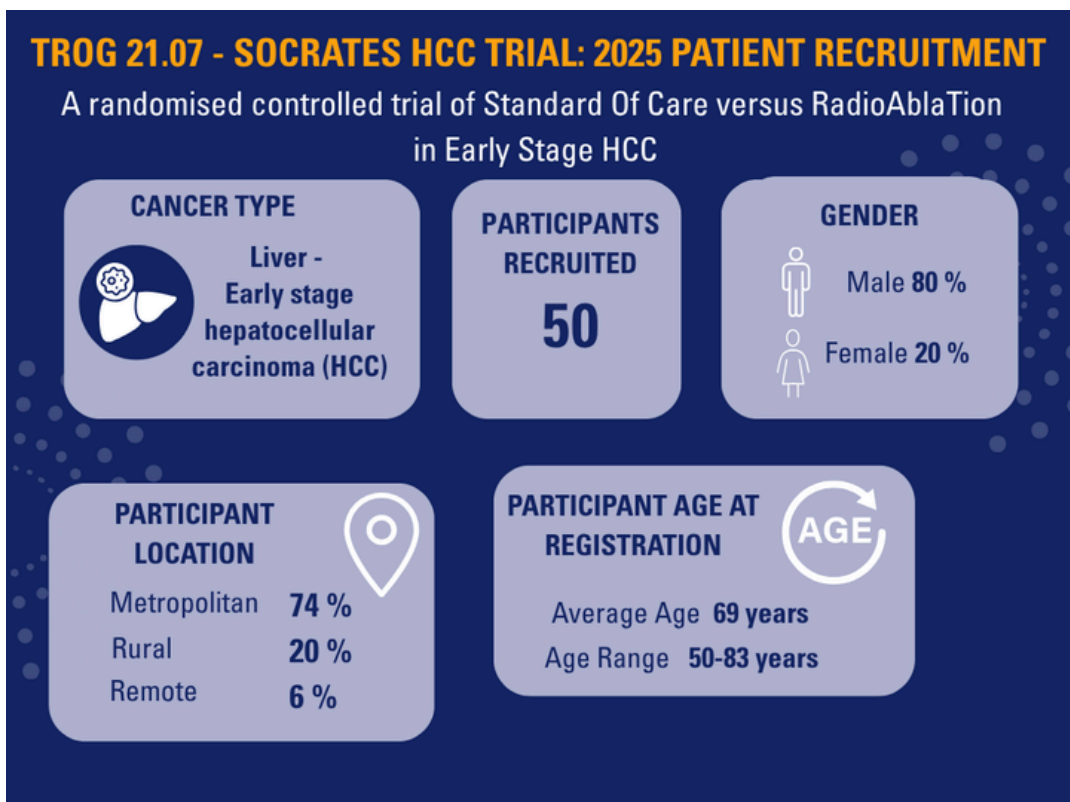 TROG 21.07 - SOCRATES HCC TRIAL: 2025 PATIENT RECRUITMENT
A randomised controlled trial of Standard Of Care versus RadioAblaTion
in Early Stage HCC
CANCER TYPE
Liver -
Early stage
hepatocellular
carcinoma (HCC)
PARTICIPANTS
RECRUITED
50
GENDER
Male 80 %
Female 20 %
PARTICIPANT
LOCATION
Metropolitan 74 %
Rural 20 %
Remote 6 %
PARTICIPANT AGE AT
REGISTRATION
AGE
Average Age 69 years
Age Range 50-83 years